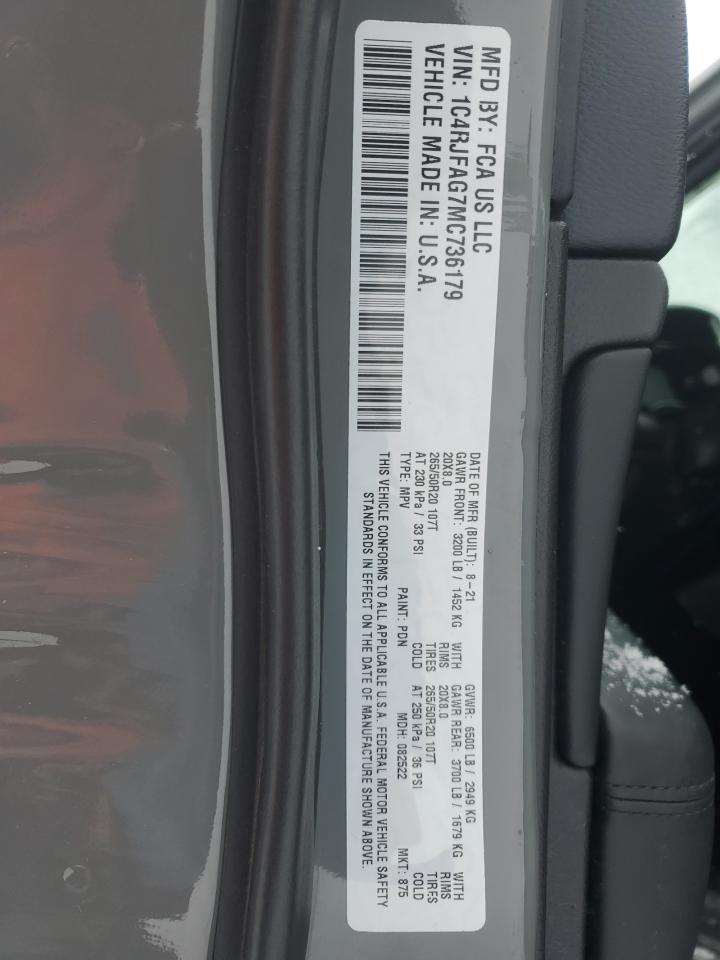 MFD BY: FCA US LLC
VIN: 1C4RJFAG7MC736179
VEHICLE MADE IN: U.S.A.
DATE OF MFR (BUILT): 8-21 GVWR: 6500 LB / 2949 KG
GAWR FRONT: 3200 LB / 1452 KG WITH GAWR REAR: 3700 LB / 1679 KG WITH
20X8.0 RIMS 20X8.0 RIMS
265/50R20 107T TIRES 265/50R20 107T TIRES
AT 230 kPa / 33 PSI COLD AT 250 kPa / 36 PSI COLD
TYPE: MPV PAINT: PDN MDH: 082522 MKT: 875
THIS VEHICLE CONFORMS TO ALL APPLICABLE U.S.A. FEDERAL MOTOR VEHICLE SAFETY
STANDARDS IN EFFECT ON THE DATE OF MANUFACTURE SHOWN ABOVE.